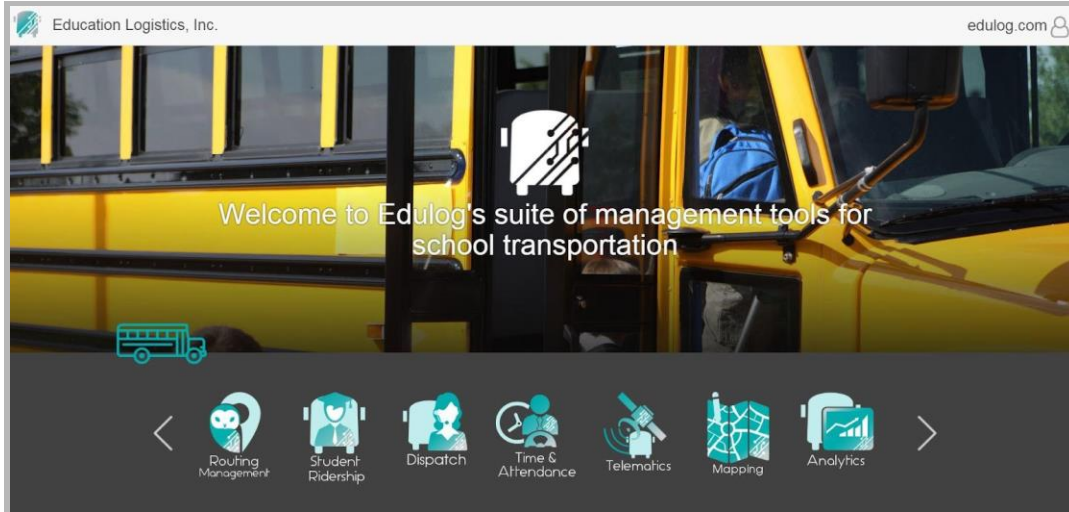 Education Logistics, Inc.
edulog.com
Welcome to Edulog's suite of management tools for
school transportation
Routing
Management
Student
Ridership
Dispatch
Time &
Attendance
Telematics
Mapping
Analytics